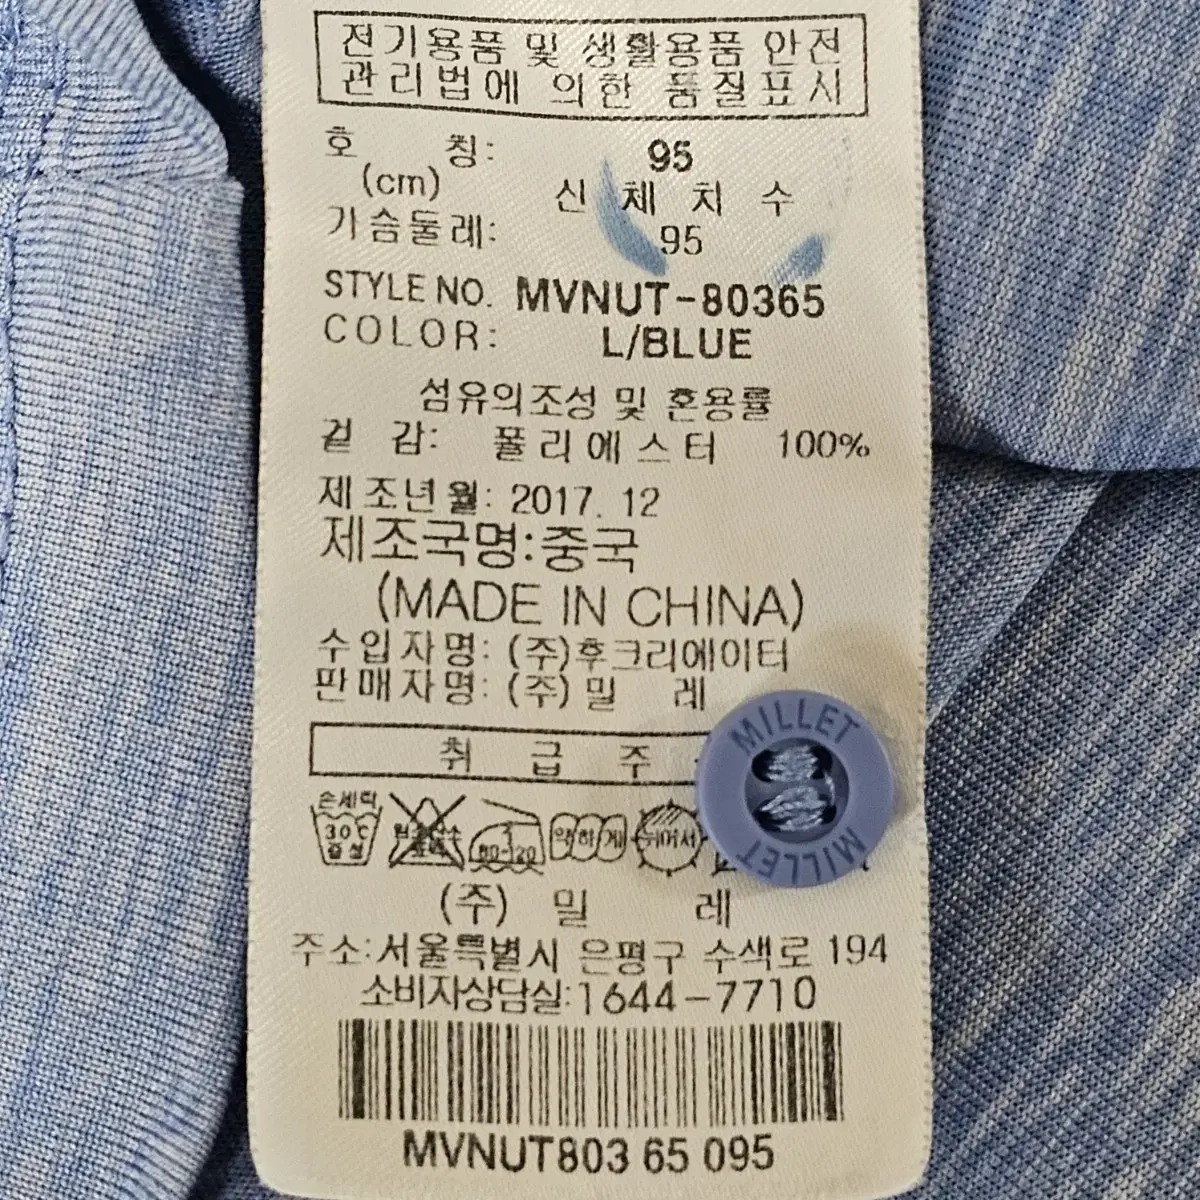 전기용품 및 생활용품 안전
관리법에 의한 품질표시
호 칭: 95
(cm) 신 체 치 수
가슴둘레: 95
STYLE NO. MVNUT-80365
COLOR: L/BLUE
섬유의조성 및 혼용률
겉 감: 폴리에스터 100%
제조년월: 2017. 12
제조국명:중국
(MADE IN CHINA)
수입자명: (주)후크리에이터
판매자명: (주) 밀 레
취 급 주
손세탁
30℃
중성
80-120
약하게
뉘어서
MILLET
MILLET
(주) 밀 레
주소:서울특별시 은평구 수색로 194
소비자상담실:1644-7710
MVNUT803 65 095